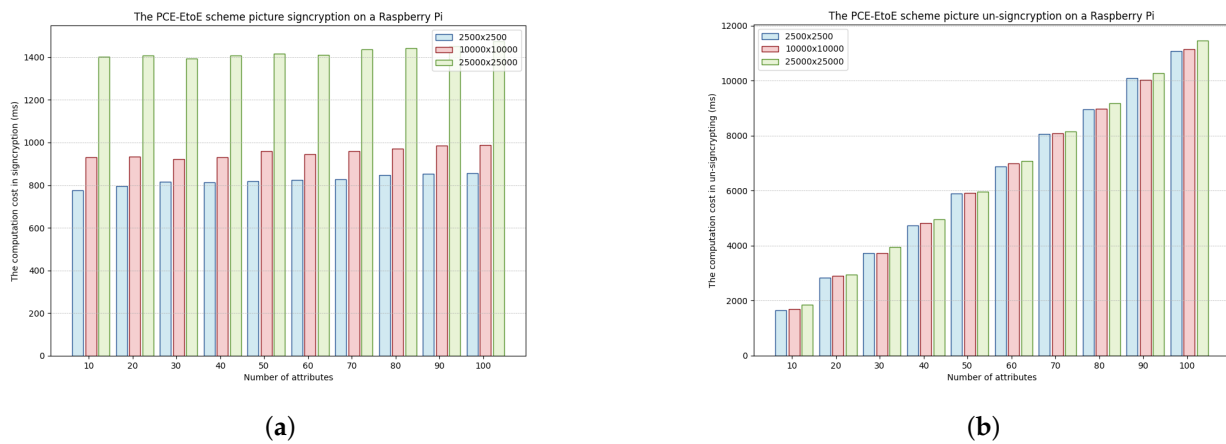 The PCE-EtoE scheme picture signcryption on a Raspberry Pi
2500x2500
10000x10000
25000x25000
The computation cost in signcryption (ms)
1400
1200
1000
800
600
400
200
0
10 20 30 40 50 60 70 80 90 100
Number of attributes
(a)
The PCE-EtoE scheme picture un-signcryption on a Raspberry Pi
2500x2500
10000x10000
25000x25000
The computation cost in un-signcrypting (ms)
12000
10000
8000
6000
4000
2000
0
10 20 30 40 50 60 70 80 90 100
Number of attributes
(b)